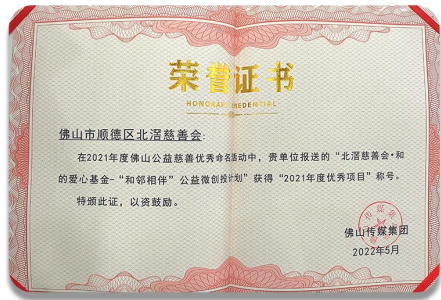 荣誉证书
HONORARY CREDENTIAL
佛山市顺德区北滘慈善会:
在2021年度佛山公益慈善优秀命名活动中，贵单位报送的“北滘慈善会·和
的爱心基金-“和邻相伴”公益微创投计划”获得“2021年度优秀项目”称号。
特颁此证，以资鼓励。
佛山传媒集团
2022年5月